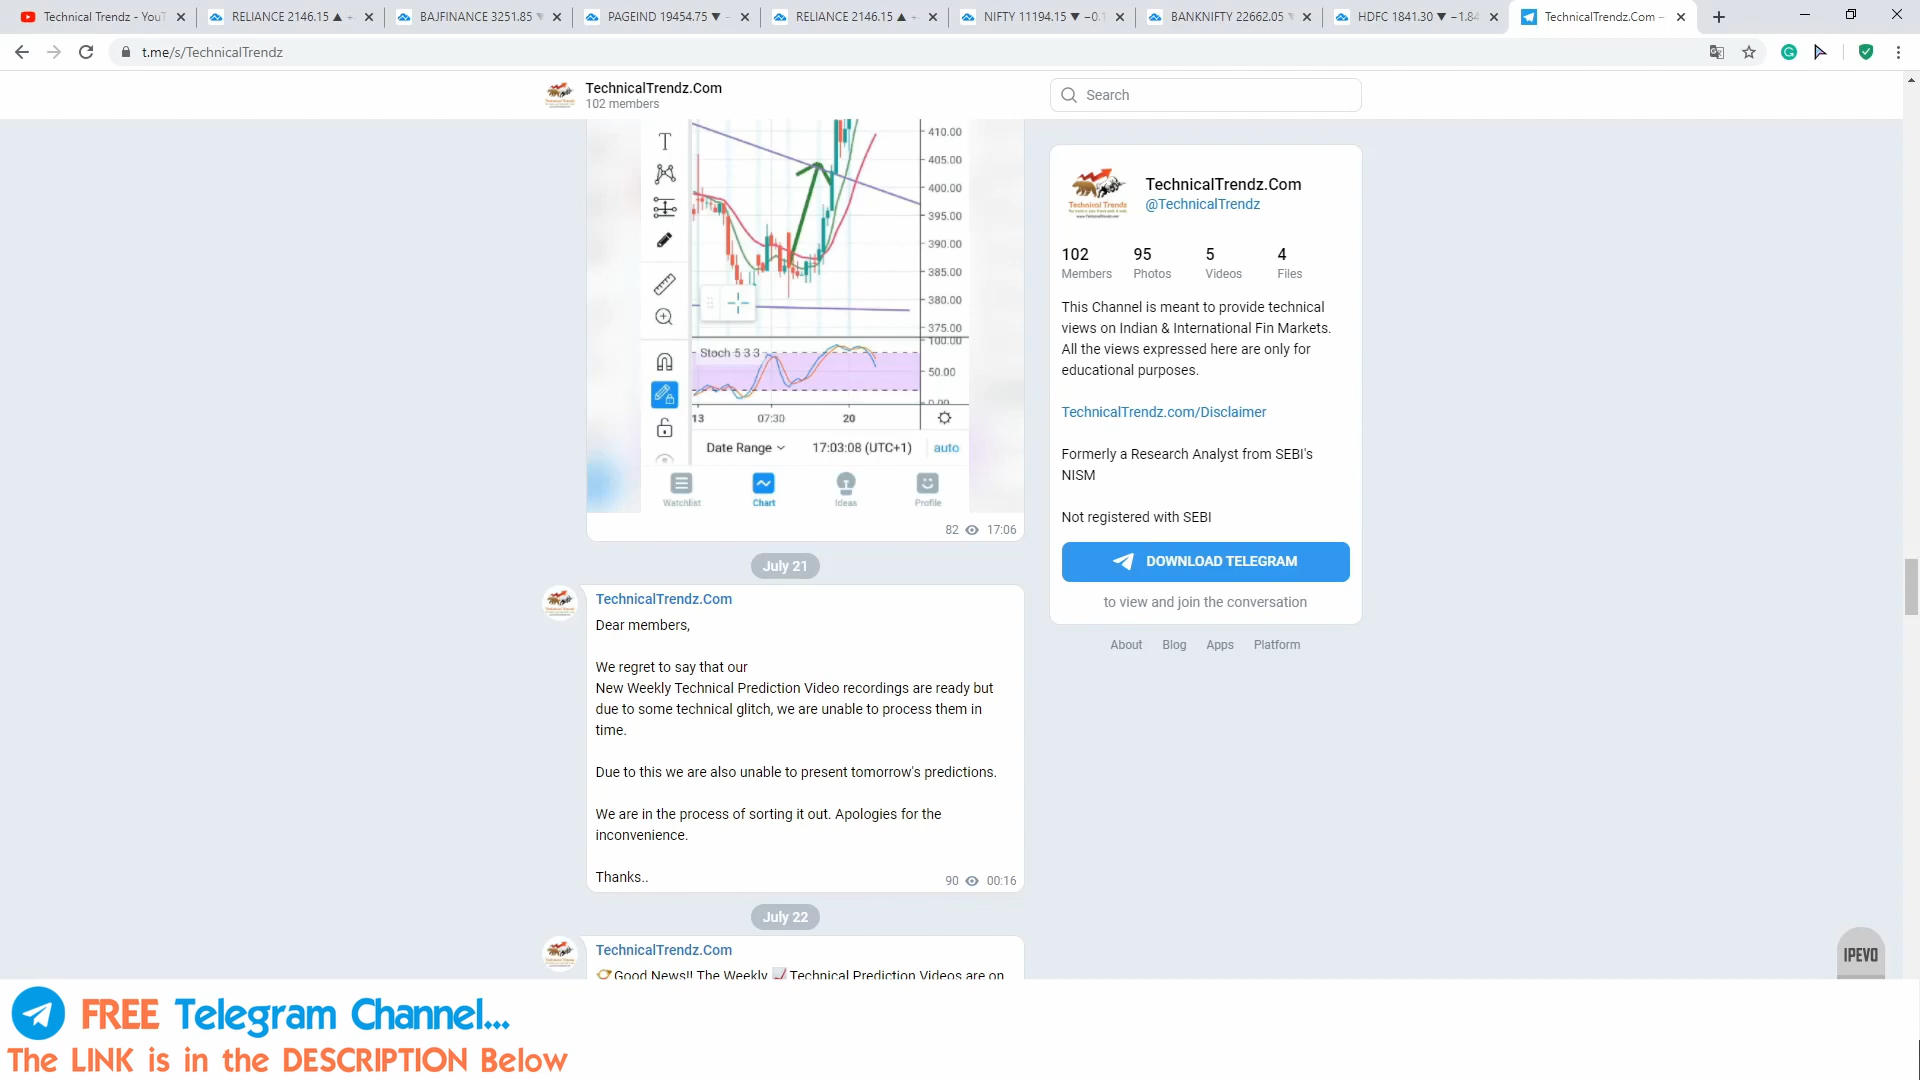 Technical Trendz - YouT
RELIANCE 2146.15 ▲
BAJFINANCE 3251.85 ▼
PAGEIND 19454.75 ▼ −
RELIANCE 2146.15 ▲
NIFTY 11194.15 ▼ −0.1
BANKNIFTY 22662.05 ▼
HDFC 1841.30 ▼ −1.84
TechnicalTrendz.Com –
t.me/s/TechnicalTrendz
TechnicalTrendz.Com
102 members
Search
410.00
405.00
400.00
395.00
390.00
385.00
380.00
375.00
100.00
Stoch 5 3 3
50.00
0.00
13 07:30 20
Date Range 17:03:08 (UTC+1) auto
Watchlist Chart Ideas Profile
82 17:06
July 21
TechnicalTrendz.Com
Dear members,
We regret to say that our
New Weekly Technical Prediction Video recordings are ready but
due to some technical glitch, we are unable to process them in
time.
Due to this we are also unable to present tomorrow's predictions.
We are in the process of sorting it out. Apologies for the
inconvenience.
Thanks..
90 00:16
July 22
TechnicalTrendz.Com
Good News!! The Weekly Technical Prediction Videos are on
TechnicalTrendz.Com
@TechnicalTrendz
102 95 5 4
Members Photos Videos Files
This Channel is meant to provide technical
views on Indian & International Fin Markets.
All the views expressed here are only for
educational purposes.
TechnicalTrendz.com/Disclaimer
Formerly a Research Analyst from SEBI's
NISM
Not registered with SEBI
DOWNLOAD TELEGRAM
to view and join the conversation
About Blog Apps Platform
IPEVO
FREE Telegram Channel...
The LINK is in the DESCRIPTION Below